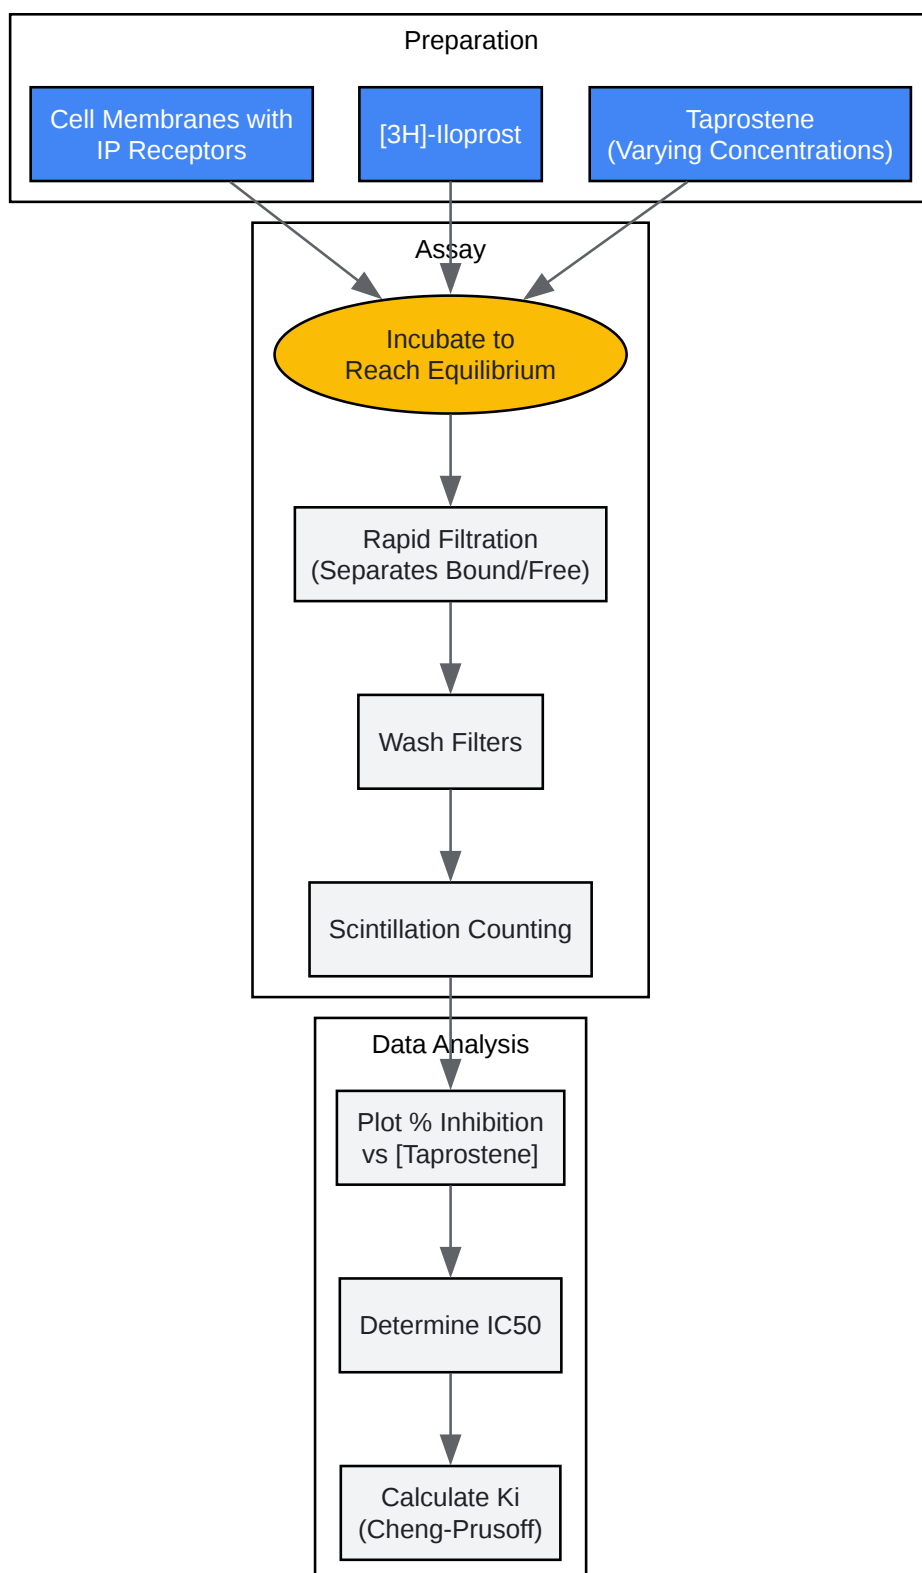 Preparation
Cell Membranes with
IP Receptors
[3H]-Iloprost
Taprostene
(Varying Concentrations)
Assay
Incubate to
Reach Equilibrium
Rapid Filtration
(Separates Bound/Free)
Wash Filters
Scintillation Counting
Data Analysis
Plot % Inhibition
vs [Taprostene]
Determine IC50
Calculate Ki
(Cheng-Prusoff)